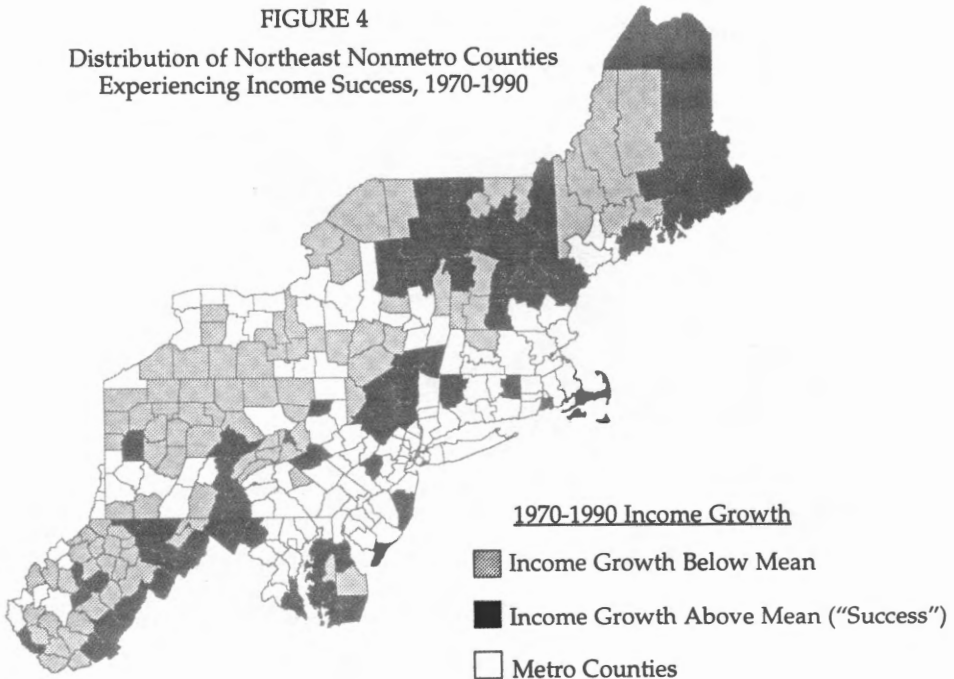 FIGURE 4
Distribution of Northeast Nonmetro Counties
Experiencing Income Success, 1970-1990
1970-1990 Income Growth
Income Growth Below Mean
Income Growth Above Mean ("Success")
Metro Counties